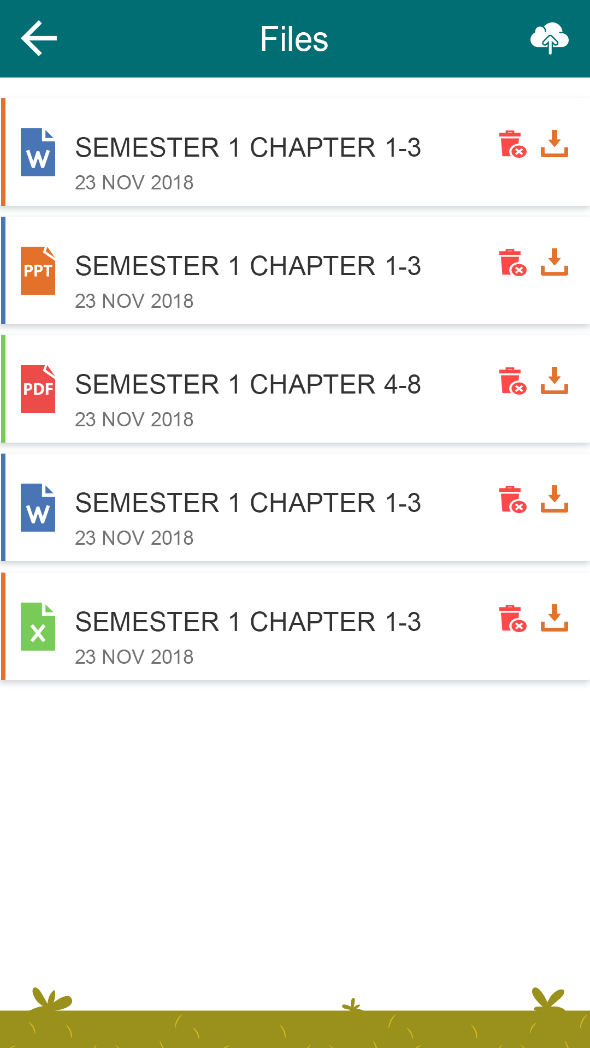 Files
W
SEMESTER 1 CHAPTER 1-3
23 NOV 2018
PPT
SEMESTER 1 CHAPTER 1-3
23 NOV 2018
PDF
SEMESTER 1 CHAPTER 4-8
23 NOV 2018
W
SEMESTER 1 CHAPTER 1-3
23 NOV 2018
X
SEMESTER 1 CHAPTER 1-3
23 NOV 2018